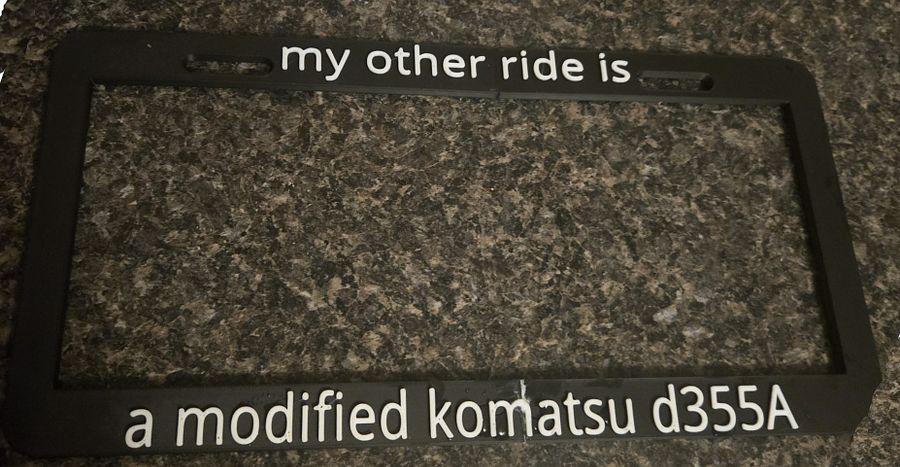 my other ride is
a modified komatsu d355A